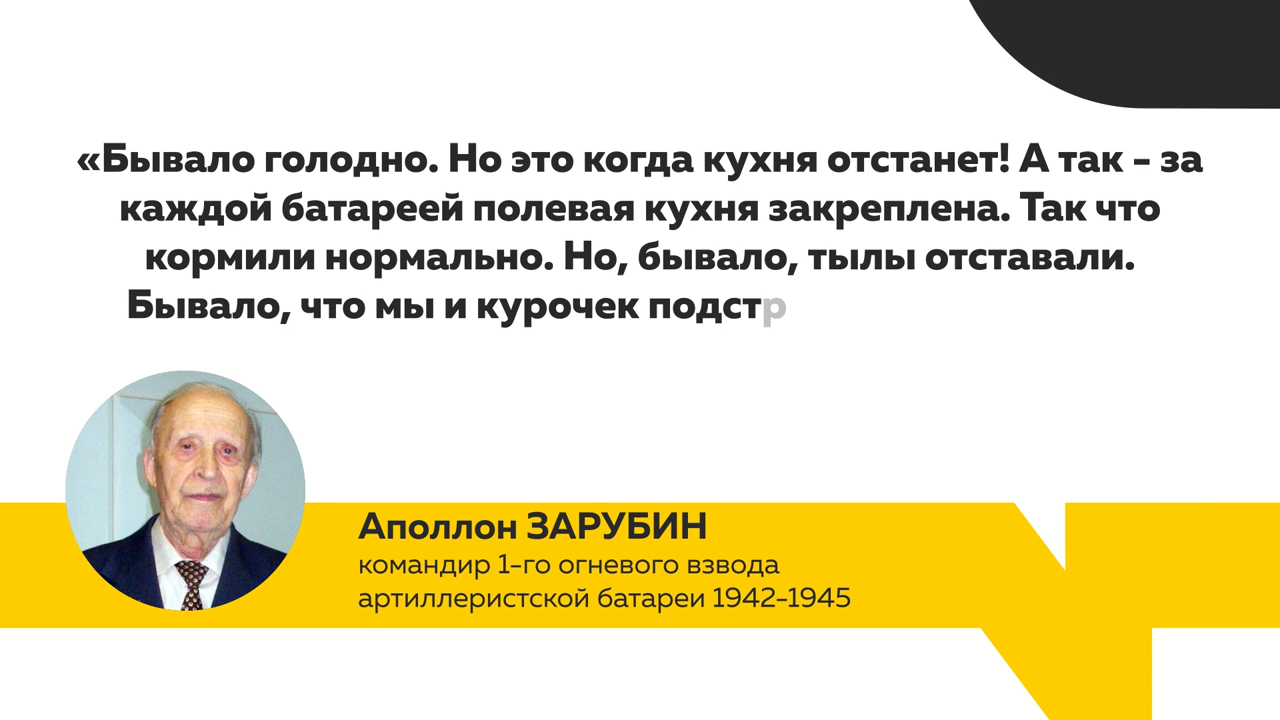 «Бывало голодно. Но это когда кухня отстанет! А так – за
каждой батареей полевая кухня закреплена. Так что
кормили нормально. Но, бывало, тылы отставали.
Бывало, что мы и курочек подстр
Аполлон ЗАРУБИН
командир 1-го огневого взвода
артиллеристской батареи 1942-1945